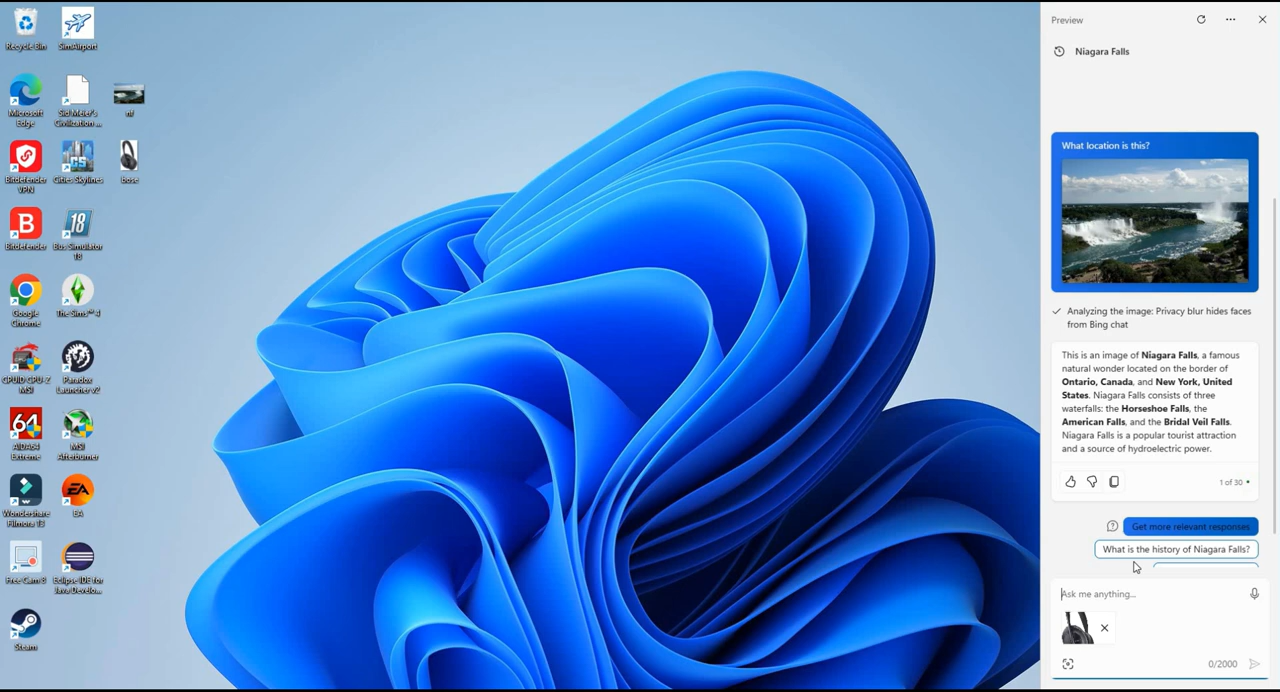 Recycle Bin
SimAirport
Microsoft
Edge
Sid Meier's
Civilization ...
nf
Bitdefender
VPN
Cities Skylines
bose
Bitdefender
Bus Simulator
18
Google
Chrome
The Sims™ 4
CPUID CPU-Z
MSI
Paradox
Launcher v2
64
AIDA64
Extreme
MSI
Afterburner
Wondershare
Filmora 13
EA
EA
Free Cam 8
Eclipse IDE for
Java Develo...
Steam
Preview
Niagara Falls
What location is this?
Analyzing the image: Privacy blur hides faces
from Bing chat
This is an image of Niagara Falls, a famous
natural wonder located on the border of
Ontario, Canada, and New York, United
States. Niagara Falls consists of three
waterfalls: the Horseshoe Falls, the
American Falls, and the Bridal Veil Falls.
Niagara Falls is a popular tourist attraction
and a source of hydroelectric power.
1 of 30
Get more relevant responses
What is the history of Niagara Falls?
Ask me anything...
0/2000